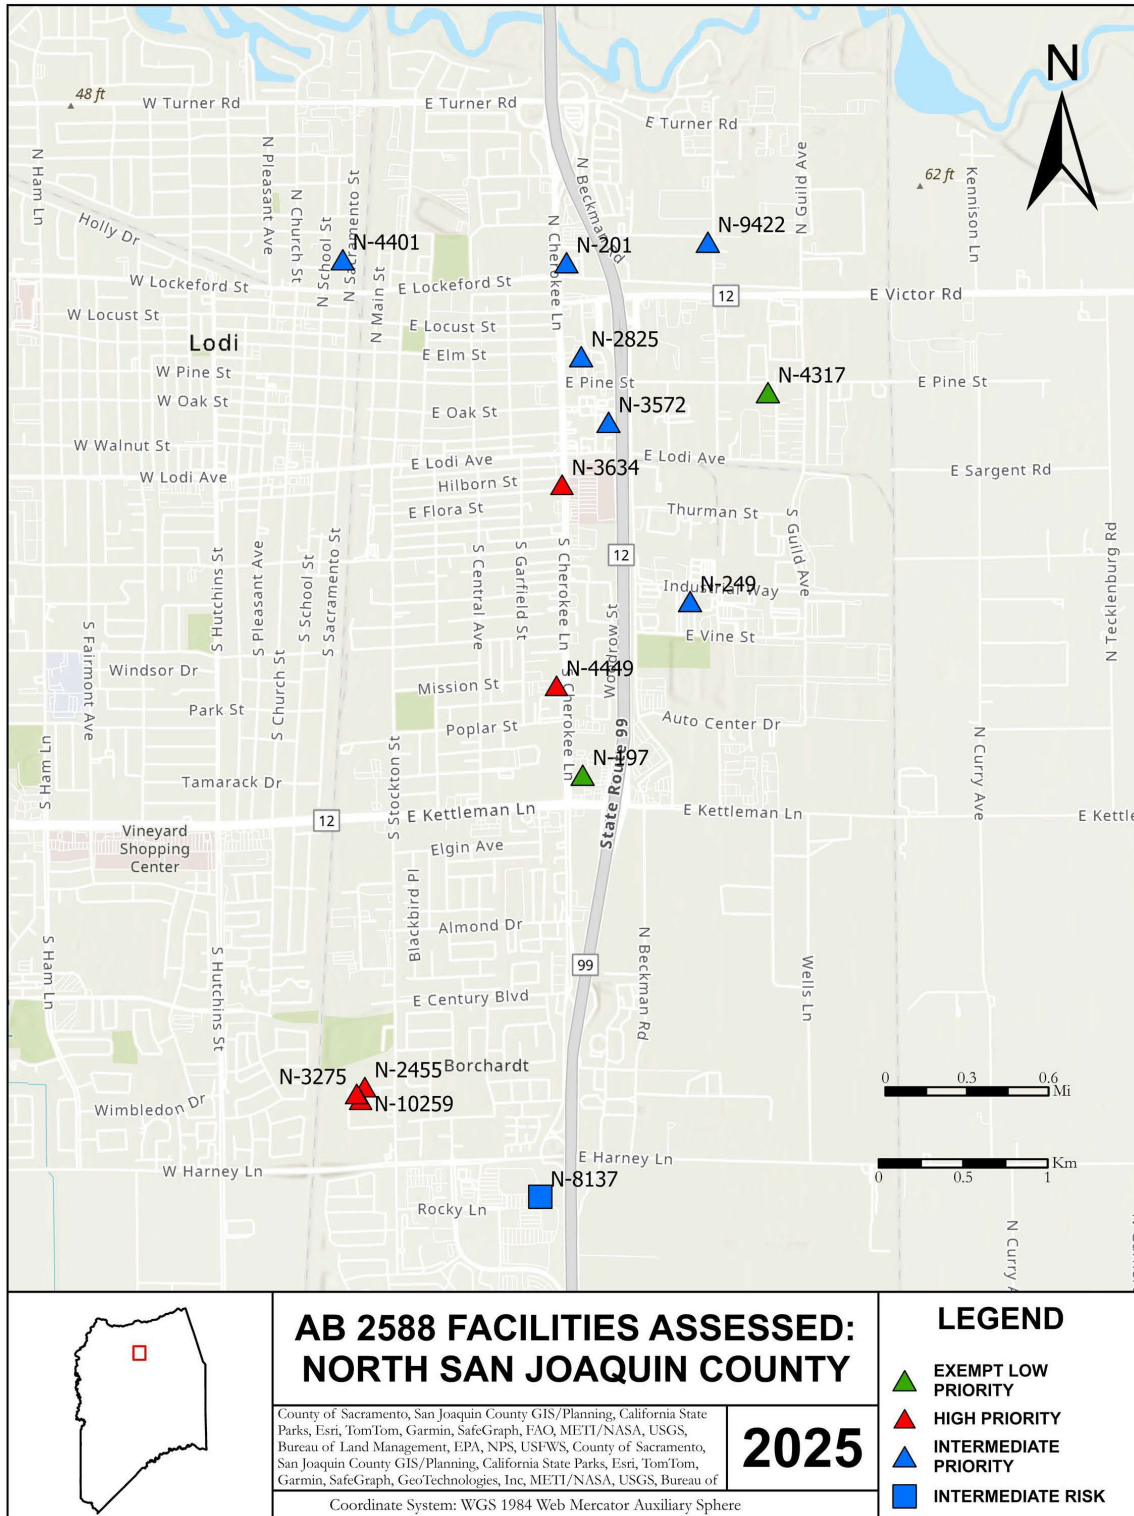 48 ft
W Turner Rd
E Turner Rd
E Turner Rd
N
62 ft
N Ham Ln
N Pleasant Ave
N Church St
N School St
N Sacramento St
N Main St
N Beckman Rd
N Cherokee Ln
N Guild Ave
Kennison Ln
Holly Dr
N-4401
N-201
N-9422
W Lockeford St
E Lockeford St
12
E Victor Rd
W Locust St
E Locust St
Lodi
N-2825
E Elm St
W Pine St
E Pine St
N-4317
E Pine St
W Oak St
E Oak St
N-3572
W Walnut St
E Lodi Ave
E Lodi Ave
W Lodi Ave
N-3634
E Sargent Rd
Hilborn St
E Flora St
Thurman St
S Guild Ave
12
S Hutchins St
S Pleasant Ave
S School St
S Sacramento St
S Central Ave
S Garfield St
S Cherokee Ln
Woodrow St
N-249
Industrial Way
E Vine St
N Tecklenburg Rd
S Fairmont Ave
Windsor Dr
S Church St
Mission St
N-4449
S Cherokee Ln
Park St
Poplar St
Auto Center Dr
State Route 99
N Curry Ave
S Ham Ln
Tamarack Dr
S Stockton St
N-197
12
E Kettleman Ln
E Kettleman Ln
E Kettle
Vineyard
Shopping
Center
Elgin Ave
Blackbird Pl
Almond Dr
S Ham Ln
S Hutchins St
99
N Beckman Rd
Wells Ln
E Century Blvd
N-3275
N-2455
Borchardt
N-10259
Wimbledon Dr
0 0.3 0.6
Mi
W Harney Ln
E Harney Ln
Km
0 0.5 1
N-8137
Rocky Ln
N Curry A
AB 2588 FACILITIES ASSESSED:
NORTH SAN JOAQUIN COUNTY
County of Sacramento, San Joaquin County GIS/Planning, California State
Parks, Esri, TomTom, Garmin, SafeGraph, FAO, METI/NASA, USGS,
Bureau of Land Management, EPA, NPS, USFWS, County of Sacramento,
San Joaquin County GIS/Planning, California State Parks, Esri, TomTom,
Garmin, SafeGraph, GeoTechnologies, Inc, METI/NASA, USGS, Bureau of
2025
Coordinate System: WGS 1984 Web Mercator Auxiliary Sphere
LEGEND
EXEMPT LOW
PRIORITY
HIGH PRIORITY
INTERMEDIATE
PRIORITY
INTERMEDIATE RISK